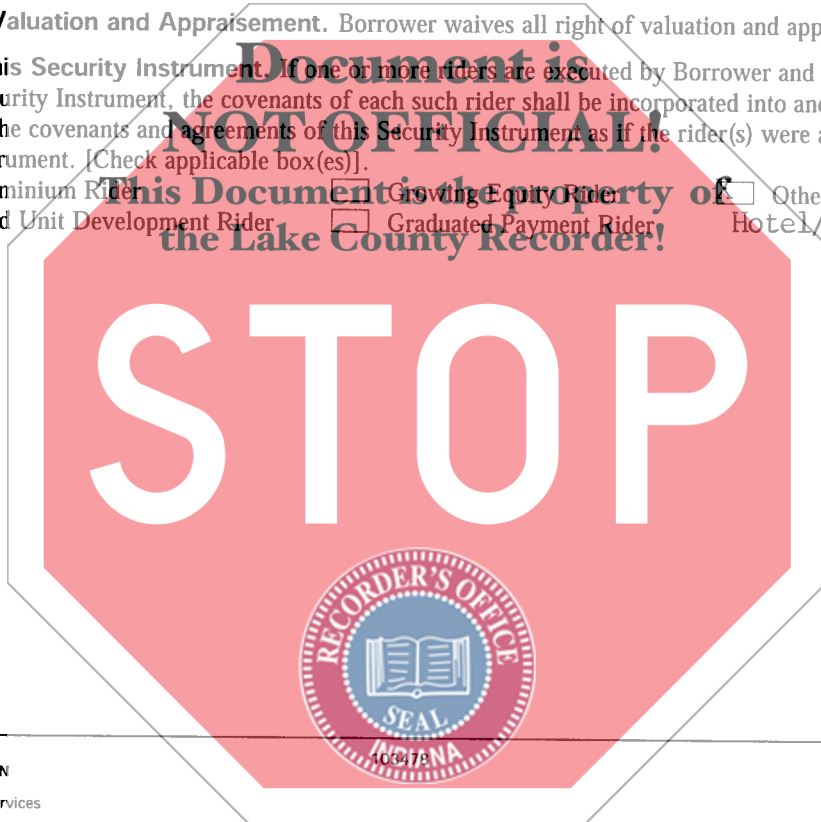 Valuation and Appraisement. Borrower waives all right of valuation and app
Document is
is Security Instrument. If one or more riders are executed by Borrower and
urity Instrument, the covenants of each such rider shall be incorporated into and
NOT OFFICIAL!
he covenants and agreements of this Security Instrument as if the rider(s) were a
rument. [Check applicable box(es)].
This Document is the property of
minium Rider Growing Equity Rider Othe
d Unit Development Rider Graduated Payment Rider Hotel/
the Lake County Recorder!
STOP
RECORDER'S OFFICE
SEAL
INDIANA
103478
N
rvices